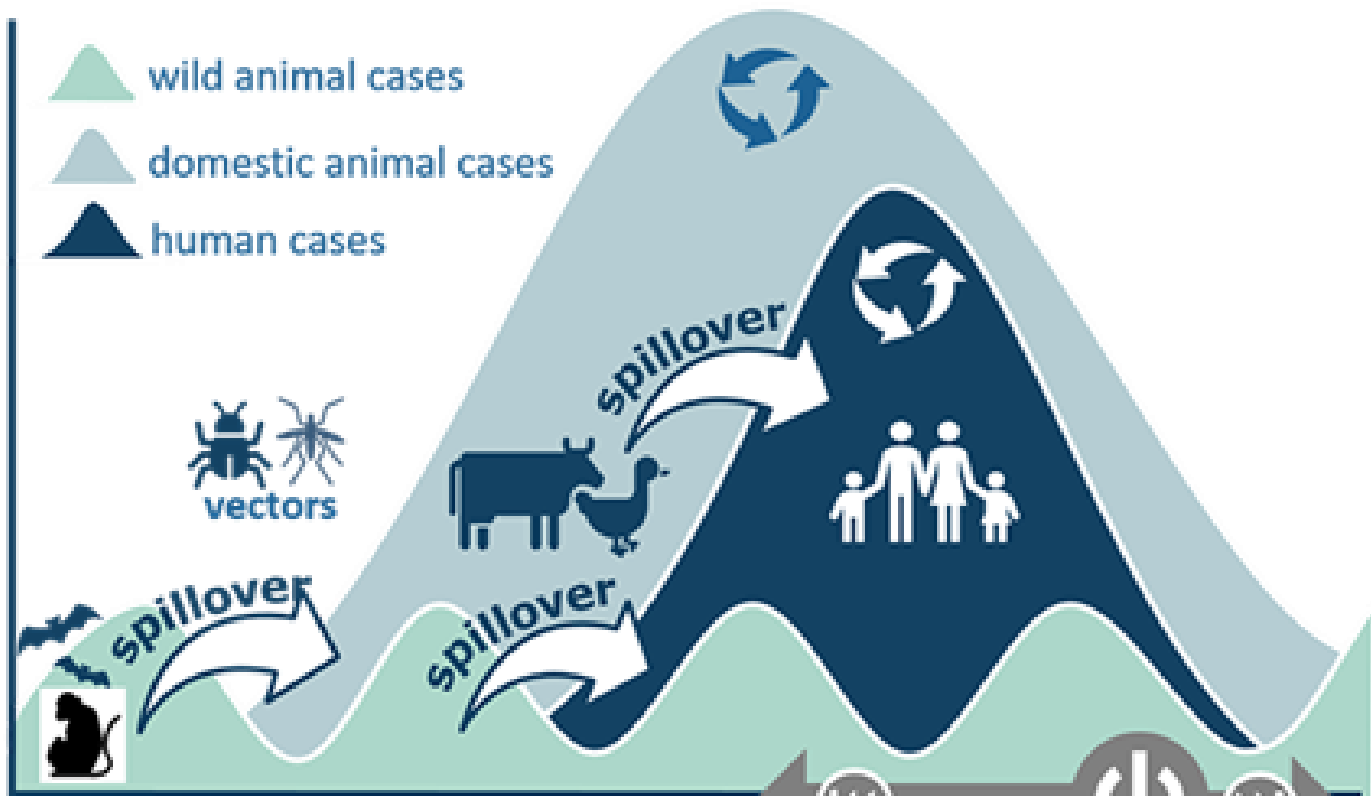 wild animal cases
domestic animal cases
human cases
spillover
vectors
spillover
spillover